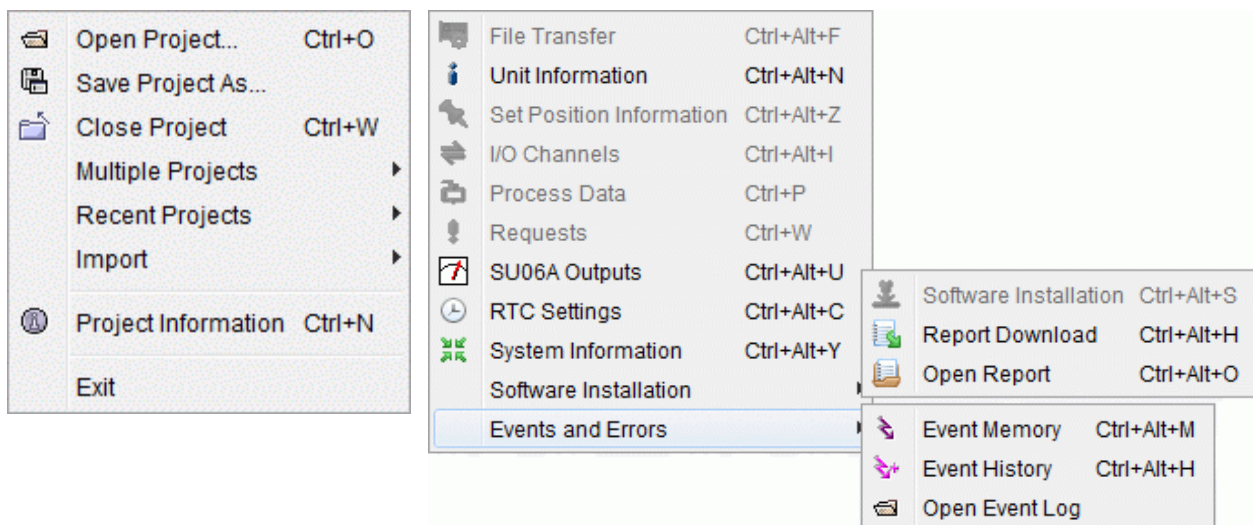 Open Project... Ctrl+O
Save Project As...
Close Project Ctrl+W
Multiple Projects
Recent Projects
Import
Project Information Ctrl+N
Exit
File Transfer Ctrl+Alt+F
Unit Information Ctrl+Alt+N
Set Position Information Ctrl+Alt+Z
I/O Channels Ctrl+Alt+I
Process Data Ctrl+P
Requests Ctrl+W
SU06A Outputs Ctrl+Alt+U
RTC Settings Ctrl+Alt+C
System Information Ctrl+Alt+Y
Software Installation
Events and Errors
Software Installation Ctrl+Alt+S
Report Download Ctrl+Alt+H
Open Report Ctrl+Alt+O
Event Memory Ctrl+Alt+M
Event History Ctrl+Alt+H
Open Event Log